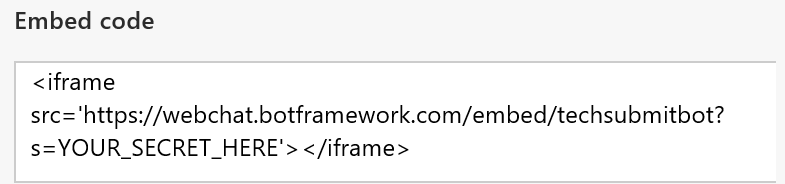 Embed code
<iframe
src='https://webchat.botframework.com/embed/techsubmitbot?
s=YOUR_SECRET_HERE'></iframe>